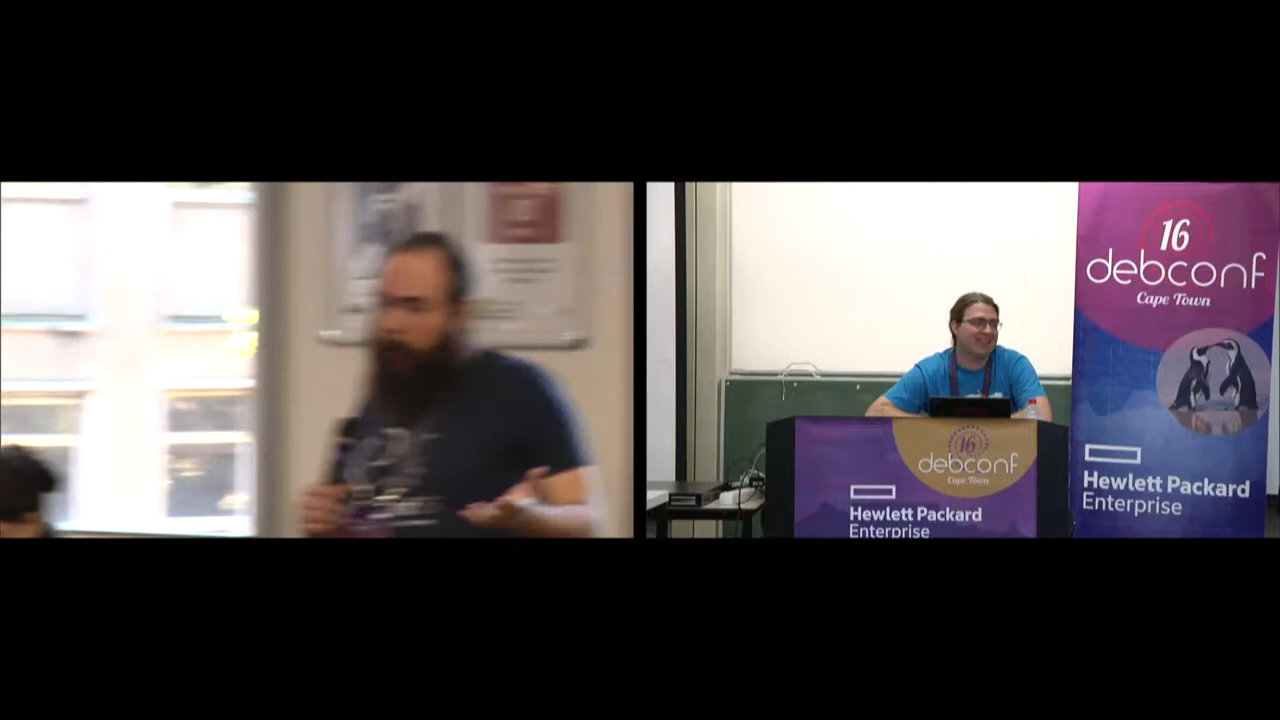 16
debconf
Cape Town
Hewlett Packard
Enterprise
16
debconf
Cape Town
Hewlett Packard
Enterprise